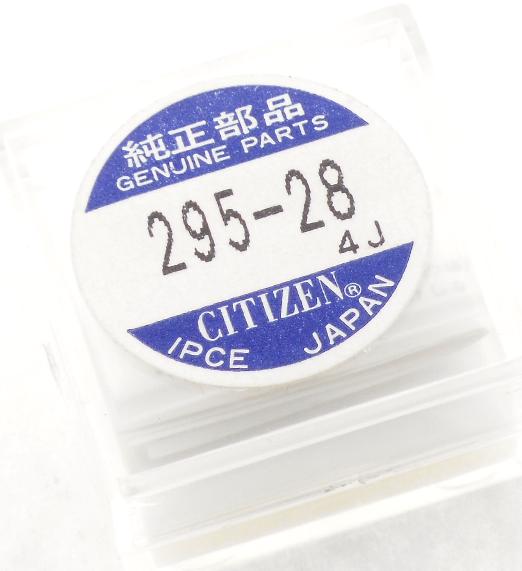 純正部品
GENUINE PARTS
295-28
4J
CITIZEN®
IPCE JAPAN